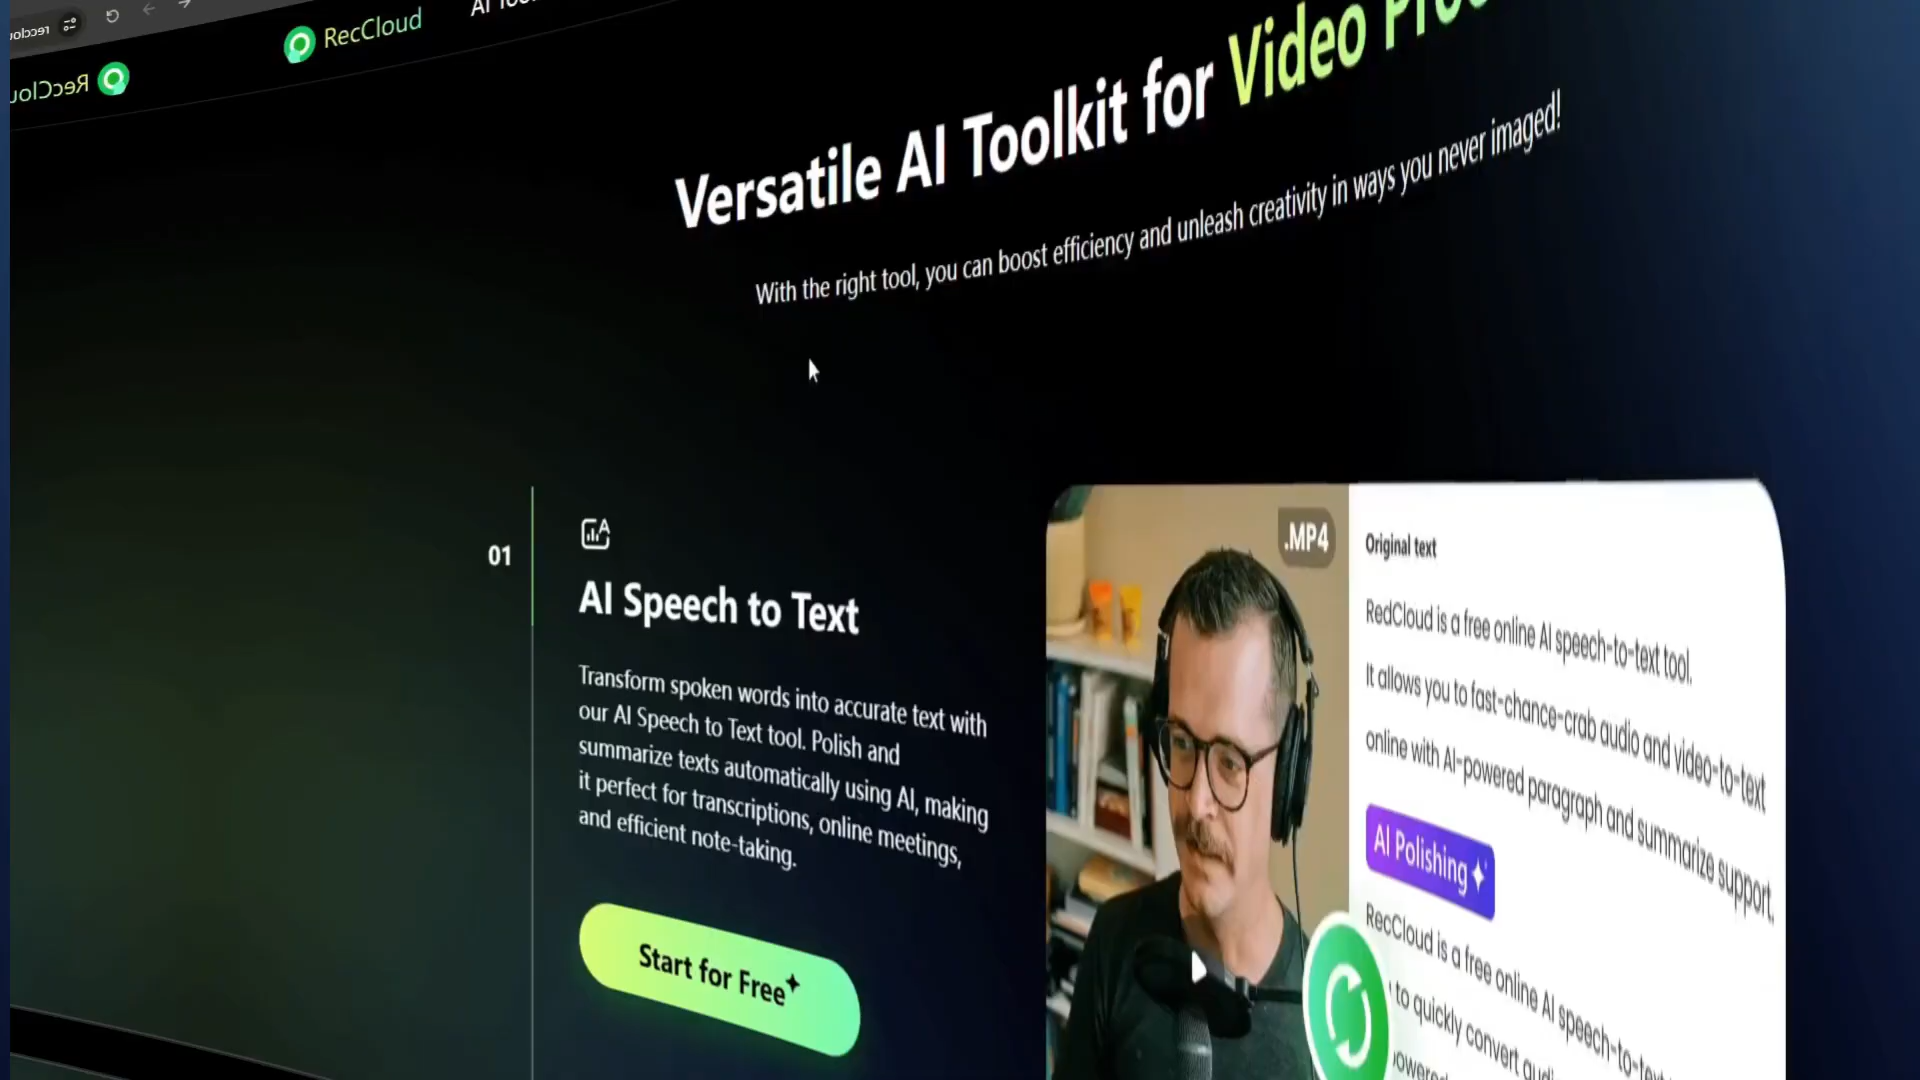 RecCloud
Versatile AI Toolkit for Video
With the right tool, you can boost efficiency and unleash creativity in ways you never imaged!
01
AI Speech to Text
Transform spoken words into accurate text with
our AI Speech to Text tool. Polish and
summarize texts automatically using AI, making
it perfect for transcriptions, online meetings,
and efficient note-taking.
Start for Free
.MP4
Original text
RedCloud is a free online AI speech-to-text tool.
It allows you to fast-chance-crab audio and video-to-text
online with AI-powered paragraph and summarize support.
AI Polishing
RecCloud is a free online AI speech-to-text
to quickly convert